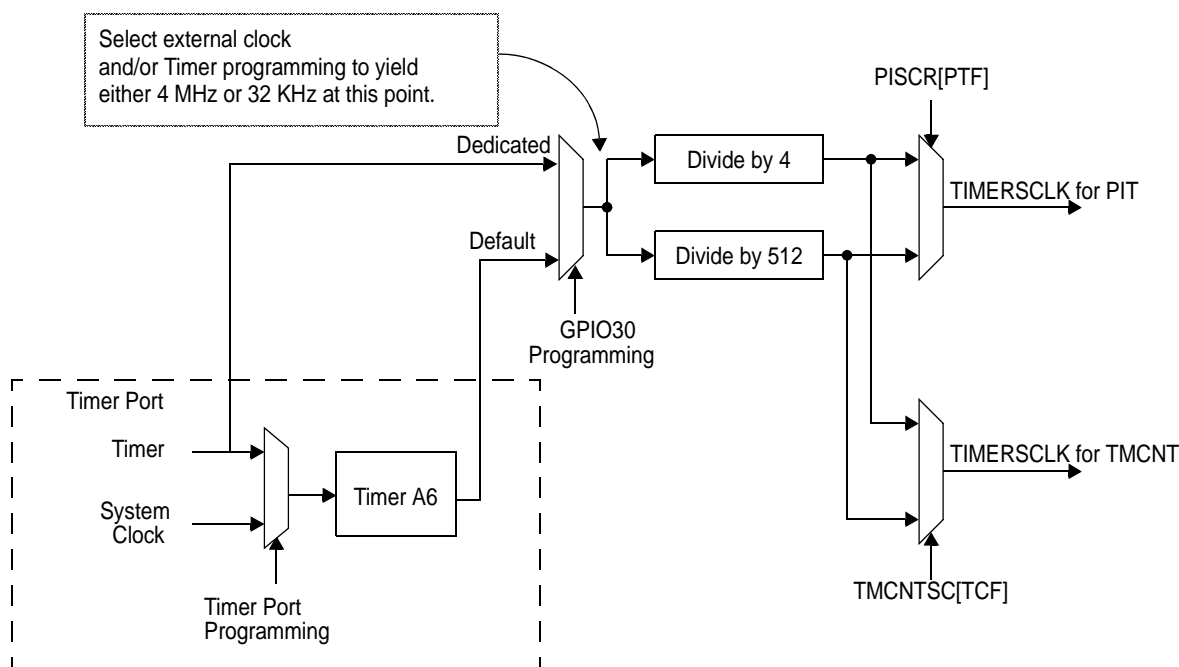 Select external clock
and/or Timer programming to yield
either 4 MHz or 32 KHz at this point.
PISCR[PTF]
Dedicated
Divide by 4
TIMERSCLK for PIT
Default
Divide by 512
GPIO30
Programming
Timer Port
Timer
TIMERSCLK for TMCNT
Timer A6
System
Clock
TMCNTSC[TCF]
Timer Port
Programming